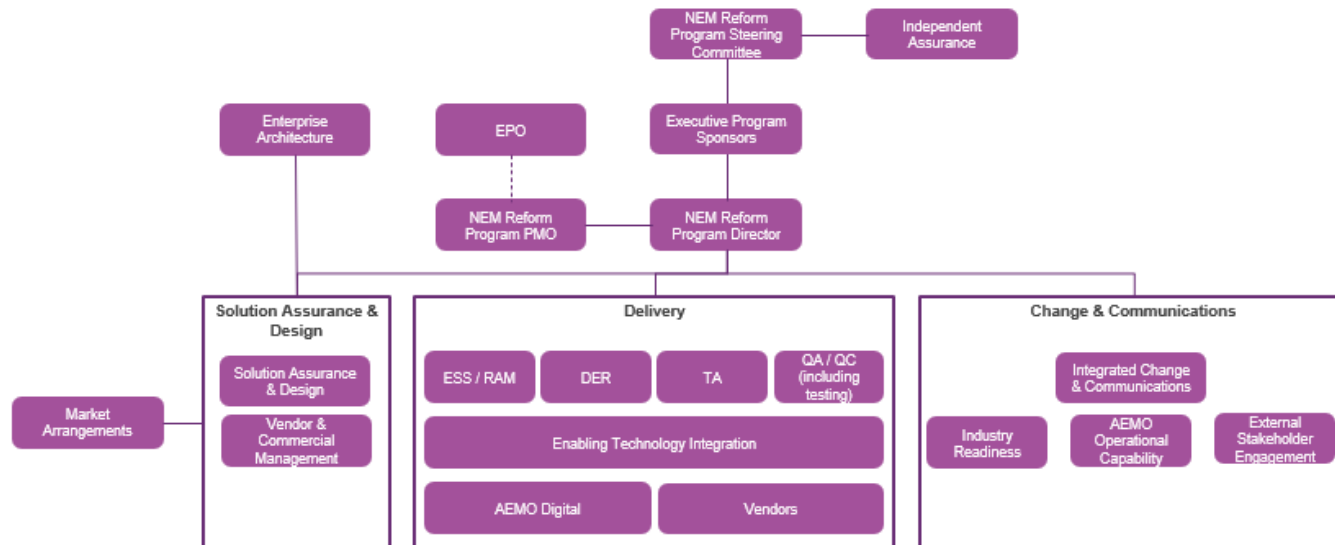 NEM Reform
Program Steering
Committee
Independent
Assurance
Enterprise
Architecture
EPO
Executive Program
Sponsors
NEM Reform
Program PMO
NEM Reform
Program Director
Solution Assurance &
Design
Solution Assurance
& Design
Vendor &
Commercial
Management
Market
Arrangements
Delivery
ESS / RAM
DER
TA
QA / QC
(including
testing)
Enabling Technology Integration
AEMO Digital
Vendors
Change & Communications
Integrated Change
& Communications
Industry
Readiness
AEMO
Operational
Capability
External
Stakeholder
Engagement